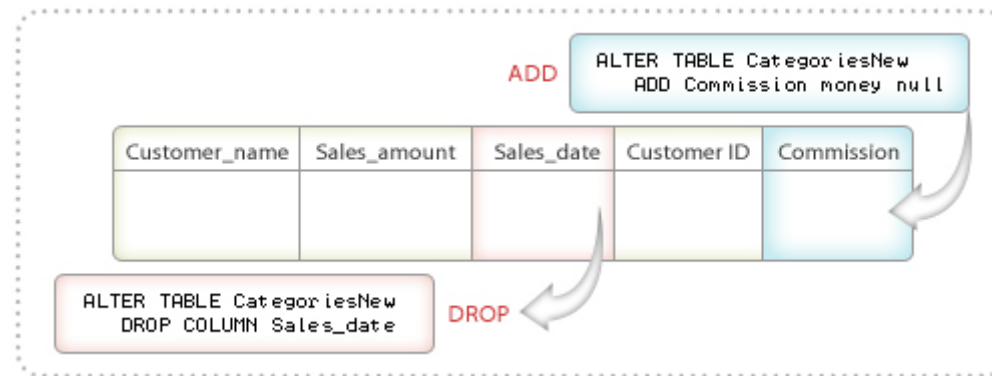 ADD
ALTER TABLE CategoriesNew
ADD Commission money null
Customer_name Sales_amount Sales_date Customer ID Commission
ALTER TABLE CategoriesNew
DROP COLUMN Sales_date
DROP